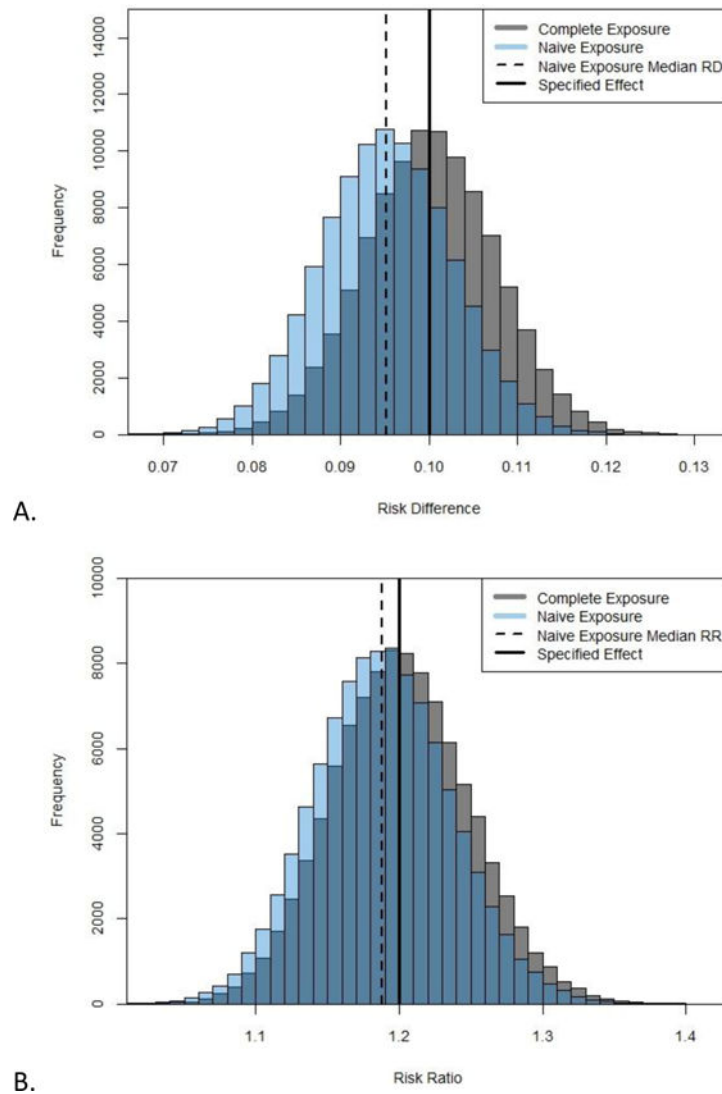 Complete Exposure
Naive Exposure
Naive Exposure Median RD
Specified Effect
Frequency
14000
12000
10000
8000
6000
4000
2000
0
0.07 0.08 0.09 0.10 0.11 0.12 0.13
Risk Difference
A.
Complete Exposure
Naive Exposure
Naive Exposure Median RR
Specified Effect
Frequency
10000
8000
6000
4000
2000
0
1.1 1.2 1.3 1.4
Risk Ratio
B.